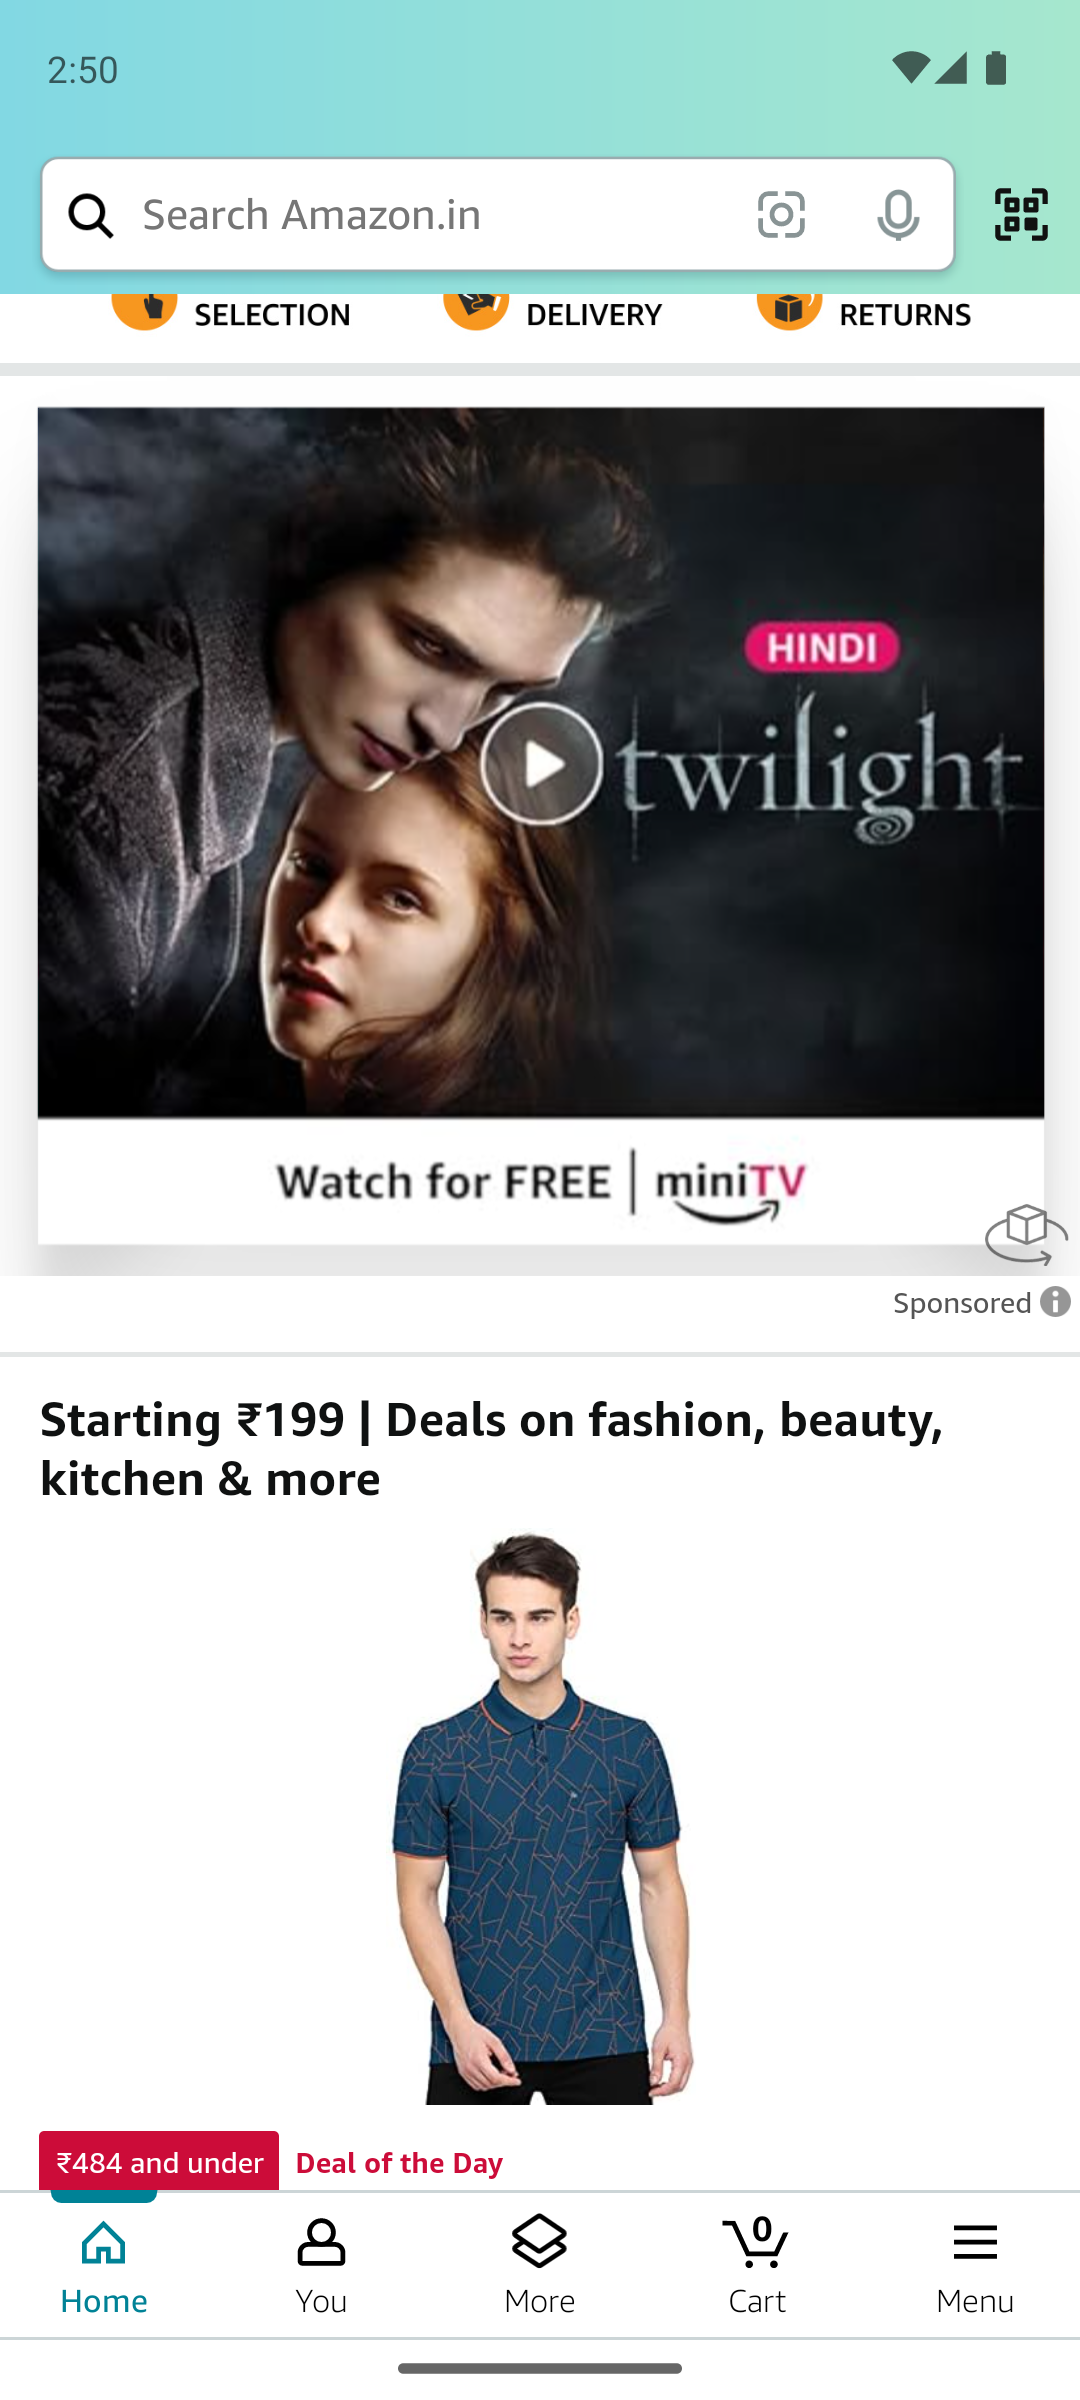 2:50
Search Amazon.in
SELECTION
DELIVERY
RETURNS
HINDI
twilight
Watch for FREE | miniTV
Sponsored
Starting ₹199 | Deals on fashion, beauty,
kitchen & more
₹484 and under
Deal of the Day
0
Home
You
More
Cart
Menu